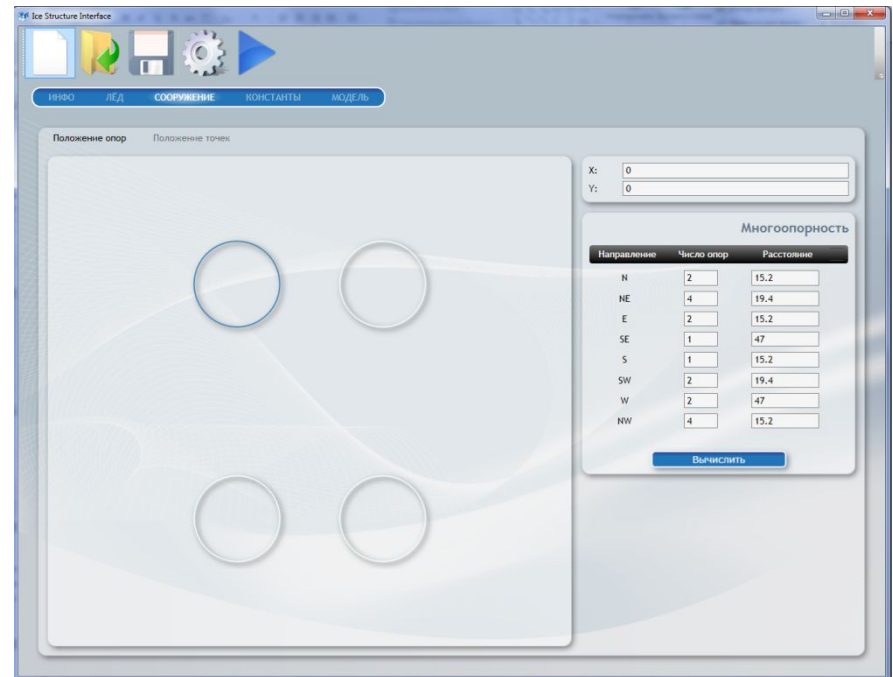 Ice Structure Interface
ИНФО ЛЁД СООРУЖЕНИЕ КОНСТАНТЫ МОДЕЛЬ
Положение опор Положение точек
X: 0
Y: 0
Многоопорность
Направление Число опор Расстояние
N 2 15.2
NE 4 19.4
E 2 15.2
SE 1 47
S 1 15.2
SW 2 19.4
W 2 47
NW 4 15.2
Вычислить